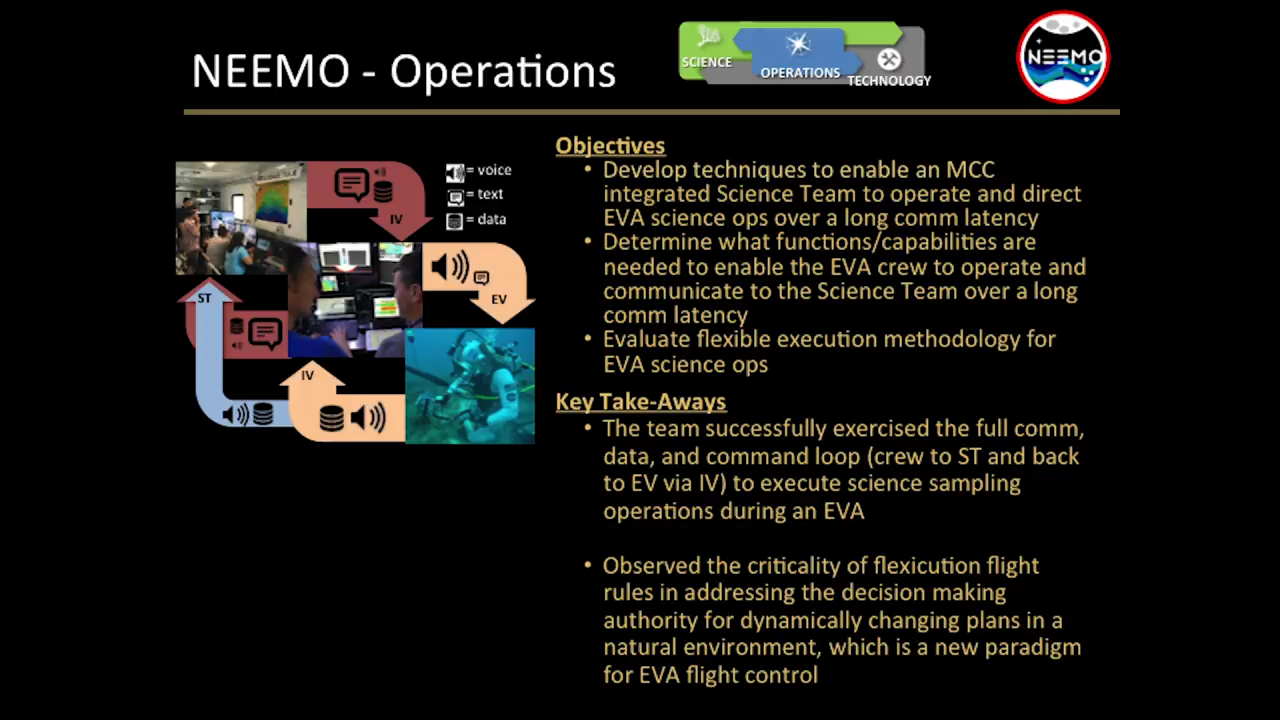 NEEMO - Operations
SCIENCE
OPERATIONS
TECHNOLOGY
NEEMO
= voice
= text
= data
IV
EV
ST
IV
Objectives
• Develop techniques to enable an MCC
integrated Science Team to operate and direct
EVA science ops over a long comm latency
• Determine what functions/capabilities are
needed to enable the EVA crew to operate and
communicate to the Science Team over a long
comm latency
• Evaluate flexible execution methodology for
EVA science ops
Key Take-Aways
• The team successfully exercised the full comm,
data, and command loop (crew to ST and back
to EV via IV) to execute science sampling
operations during an EVA
• Observed the criticality of flexicution flight
rules in addressing the decision making
authority for dynamically changing plans in a
natural environment, which is a new paradigm
for EVA flight control